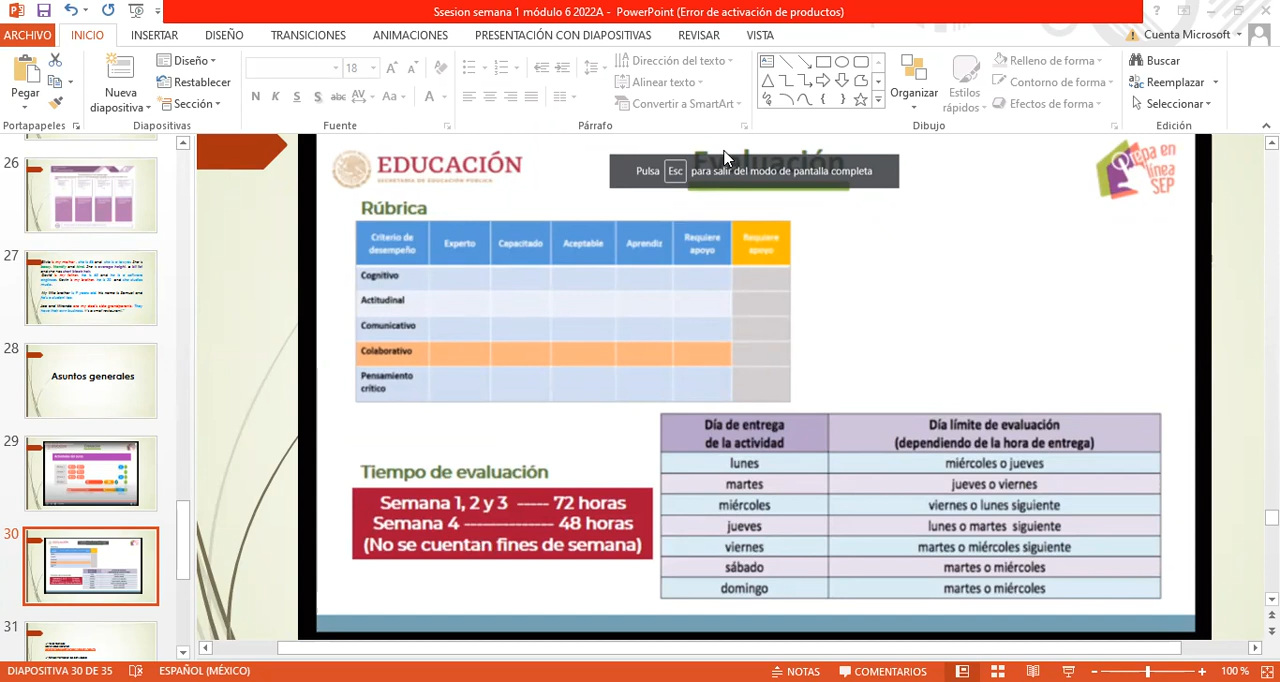 Ssesion semana 1 módulo 6 2022A - PowerPoint (Error de activación de productos)
ARCHIVO INICIO INSERTAR DISEÑO TRANSICIONES ANIMACIONES PRESENTACIÓN CON DIAPOSITIVAS REVISAR VISTA Cuenta Microsoft
Pegar
Nueva diapositiva
Diseño
Restablecer
Sección
18
N K S S abc AV Aa A
Dirección del texto
Alinear texto
Convertir a SmartArt
Organizar
Estilos rápidos
Relleno de forma
Contorno de forma
Efectos de forma
Buscar
Reemplazar
Seleccionar
Portapapeles Diapositivas Fuente Párrafo Dibujo Edición
26
27
28
Asuntos generales
29
30
31
EDUCACIÓN
SECRETARÍA DE EDUCACIÓN PÚBLICA
Evaluación
Pulsa Esc para salir del modo de pantalla completa
Prepa en línea SEP
Rúbrica
Criterio de desempeño Experto Capacitado Aceptable Aprendiz Requiere apoyo Requiere apoyo
Cognitivo
Actitudinal
Comunicativo
Colaborativo
Pensamiento crítico
Tiempo de evaluación
Semana 1, 2 y 3 ----- 72 horas
Semana 4 -------------- 48 horas
(No se cuentan fines de semana)
Día de entrega de la actividad Día límite de evaluación (dependiendo de la hora de entrega)
lunes miércoles o jueves
martes jueves o viernes
miércoles viernes o lunes siguiente
jueves lunes o martes siguiente
viernes martes o miércoles siguiente
sábado martes o miércoles
domingo martes o miércoles
DIAPOSITIVA 30 DE 35 ESPAÑOL (MÉXICO) NOTAS COMENTARIOS 100 %